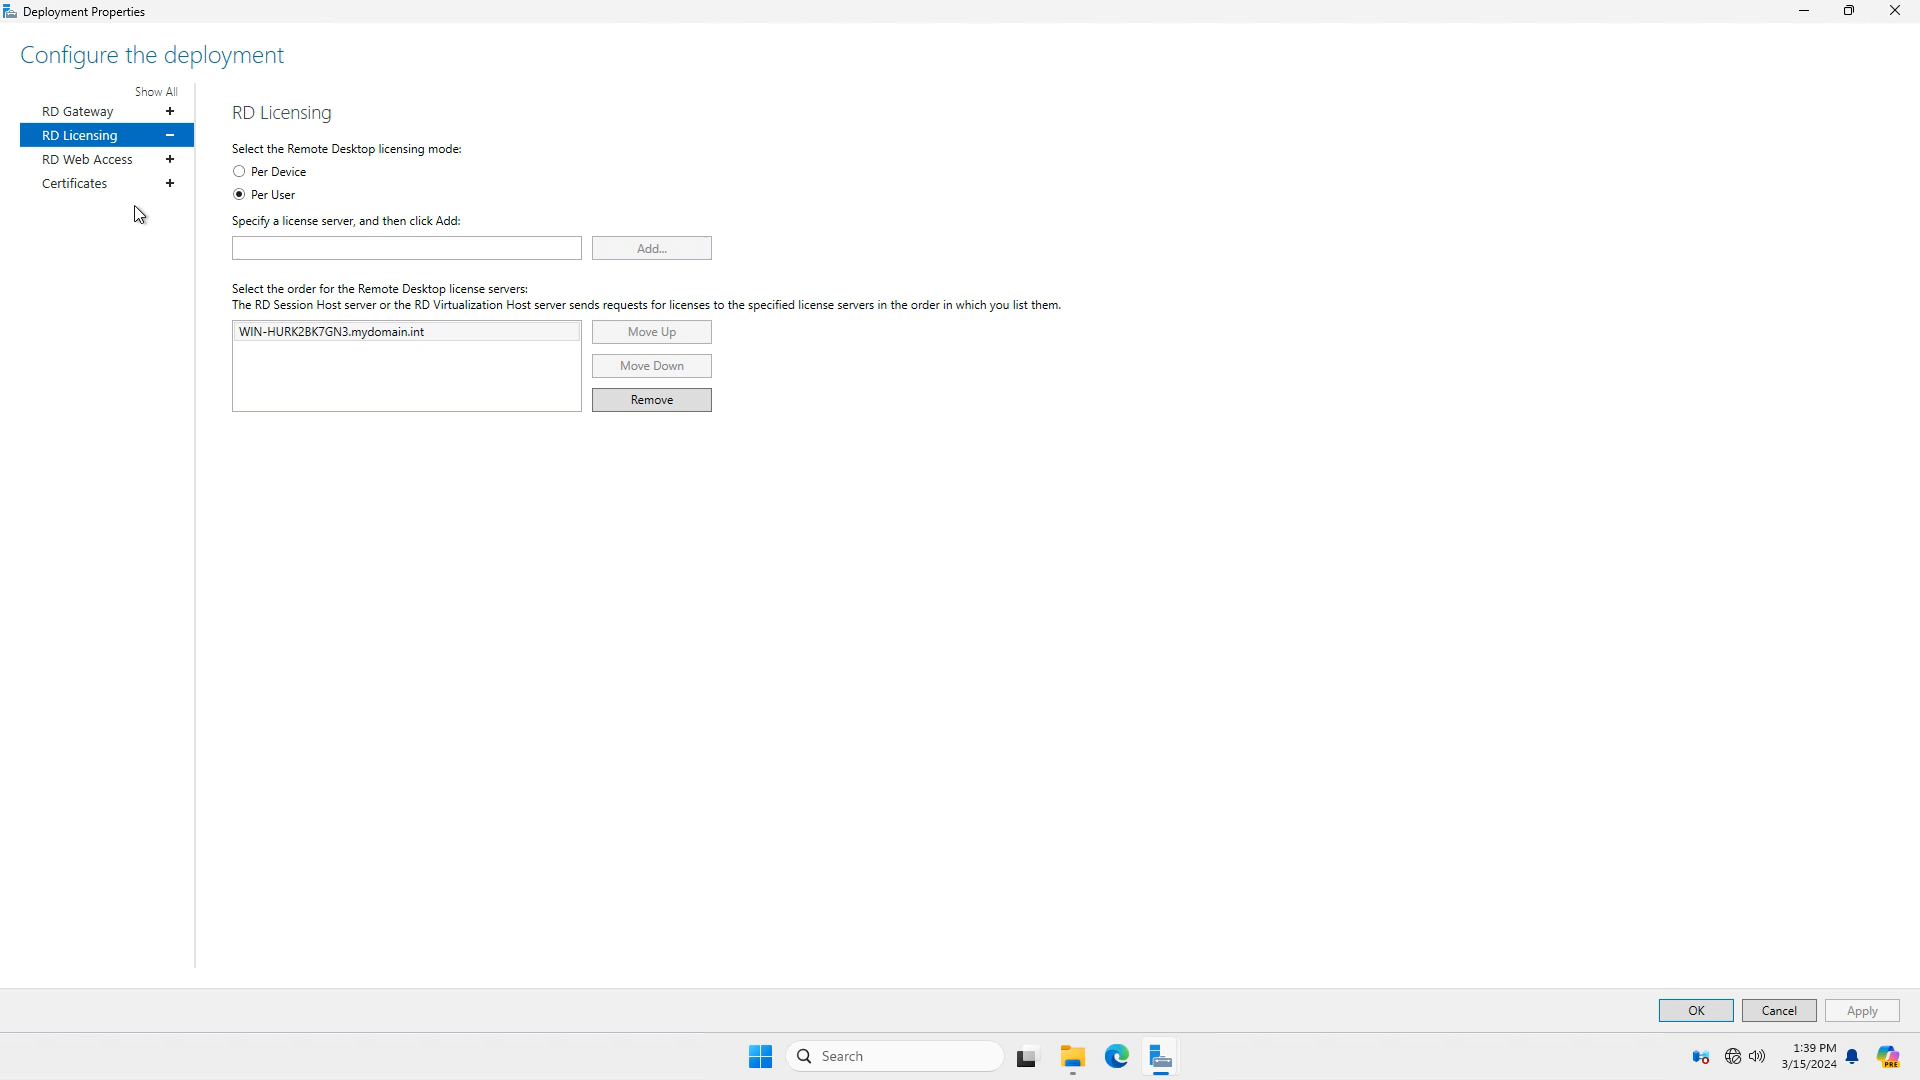 Deployment Properties
Configure the deployment
Show All
RD Gateway +
RD Licensing −
RD Web Access +
Certificates +
RD Licensing
Select the Remote Desktop licensing mode:
Per Device
Per User
Specify a license server, and then click Add:
Add...
Select the order for the Remote Desktop license servers:
The RD Session Host server or the RD Virtualization Host server sends requests for licenses to the specified license servers in the order in which you list them.
WIN-HURK2BK7GN3.mydomain.int
Move Up
Move Down
Remove
OK
Cancel
Apply
Search
1:39 PM
3/15/2024
PRE